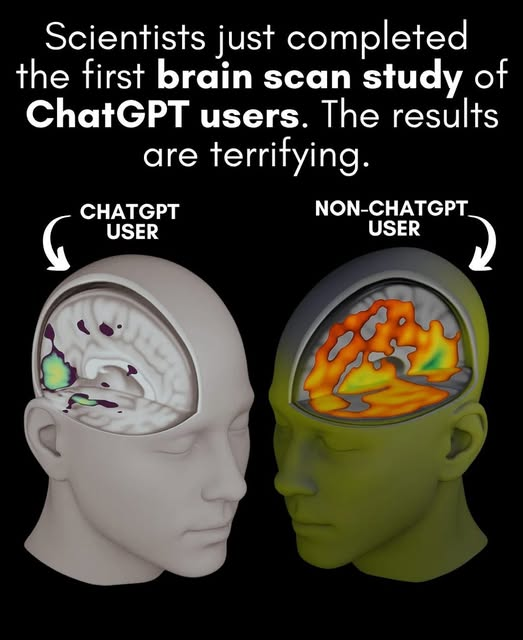 Scientists just completed
the first brain scan study of
ChatGPT users. The results
are terrifying.
CHATGPT
USER
NON-CHATGPT
USER